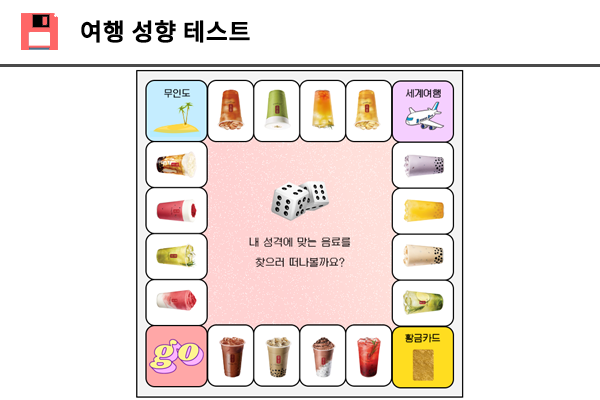 여행 성향 테스트
무인도
세계여행
내 성격에 맞는 음료를
찾으러 떠나볼까요?
go
황금카드